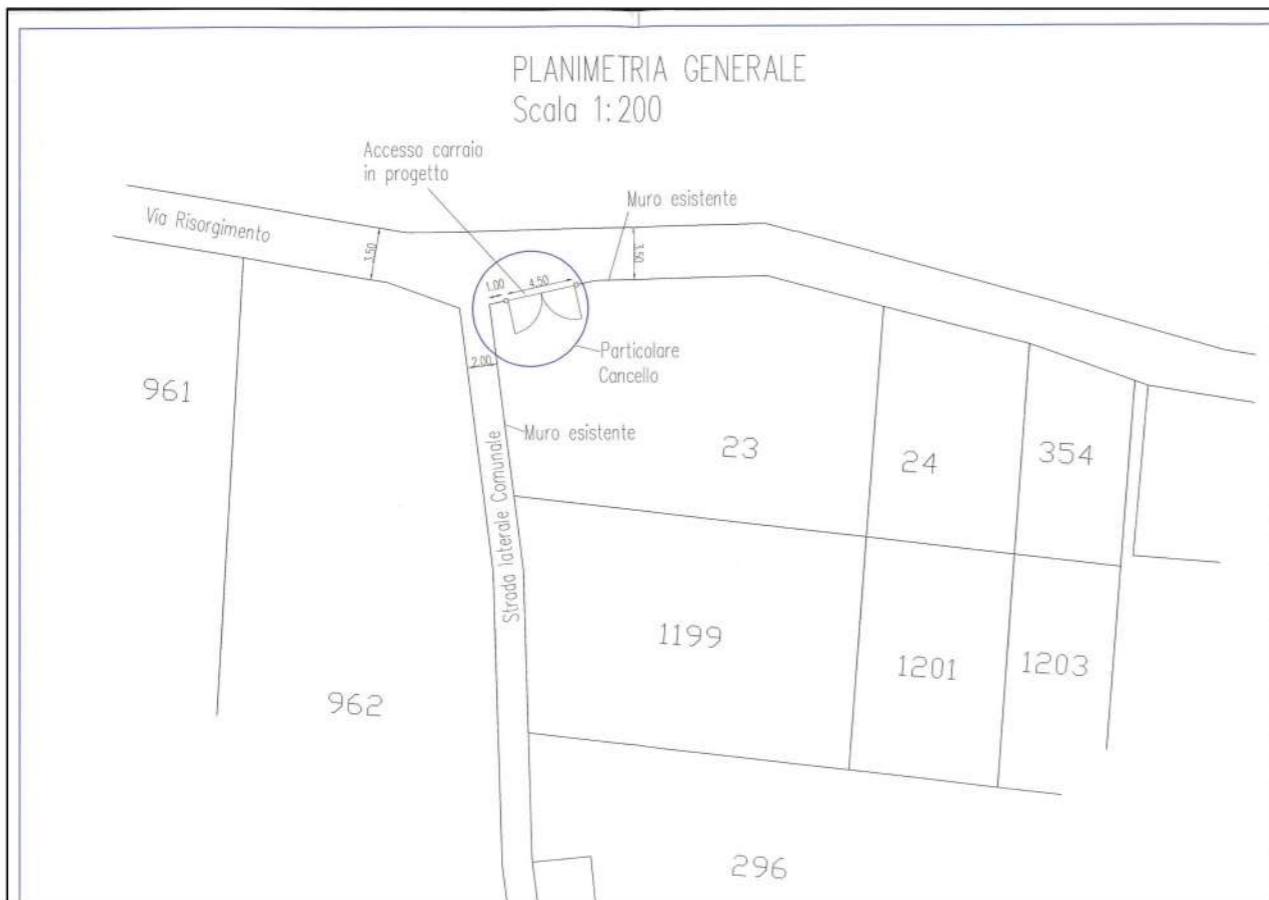 PLANIMETRIA GENERALE
Scala 1:200
Accesso carraio
in progetto
Muro esistente
Via Risorgimento
3.50
3.50
1.00
4.50
Particolare
Cancello
2.00
961
Muro esistente
23
24
354
Strada laterale Comunale
1199
1201
1203
962
296